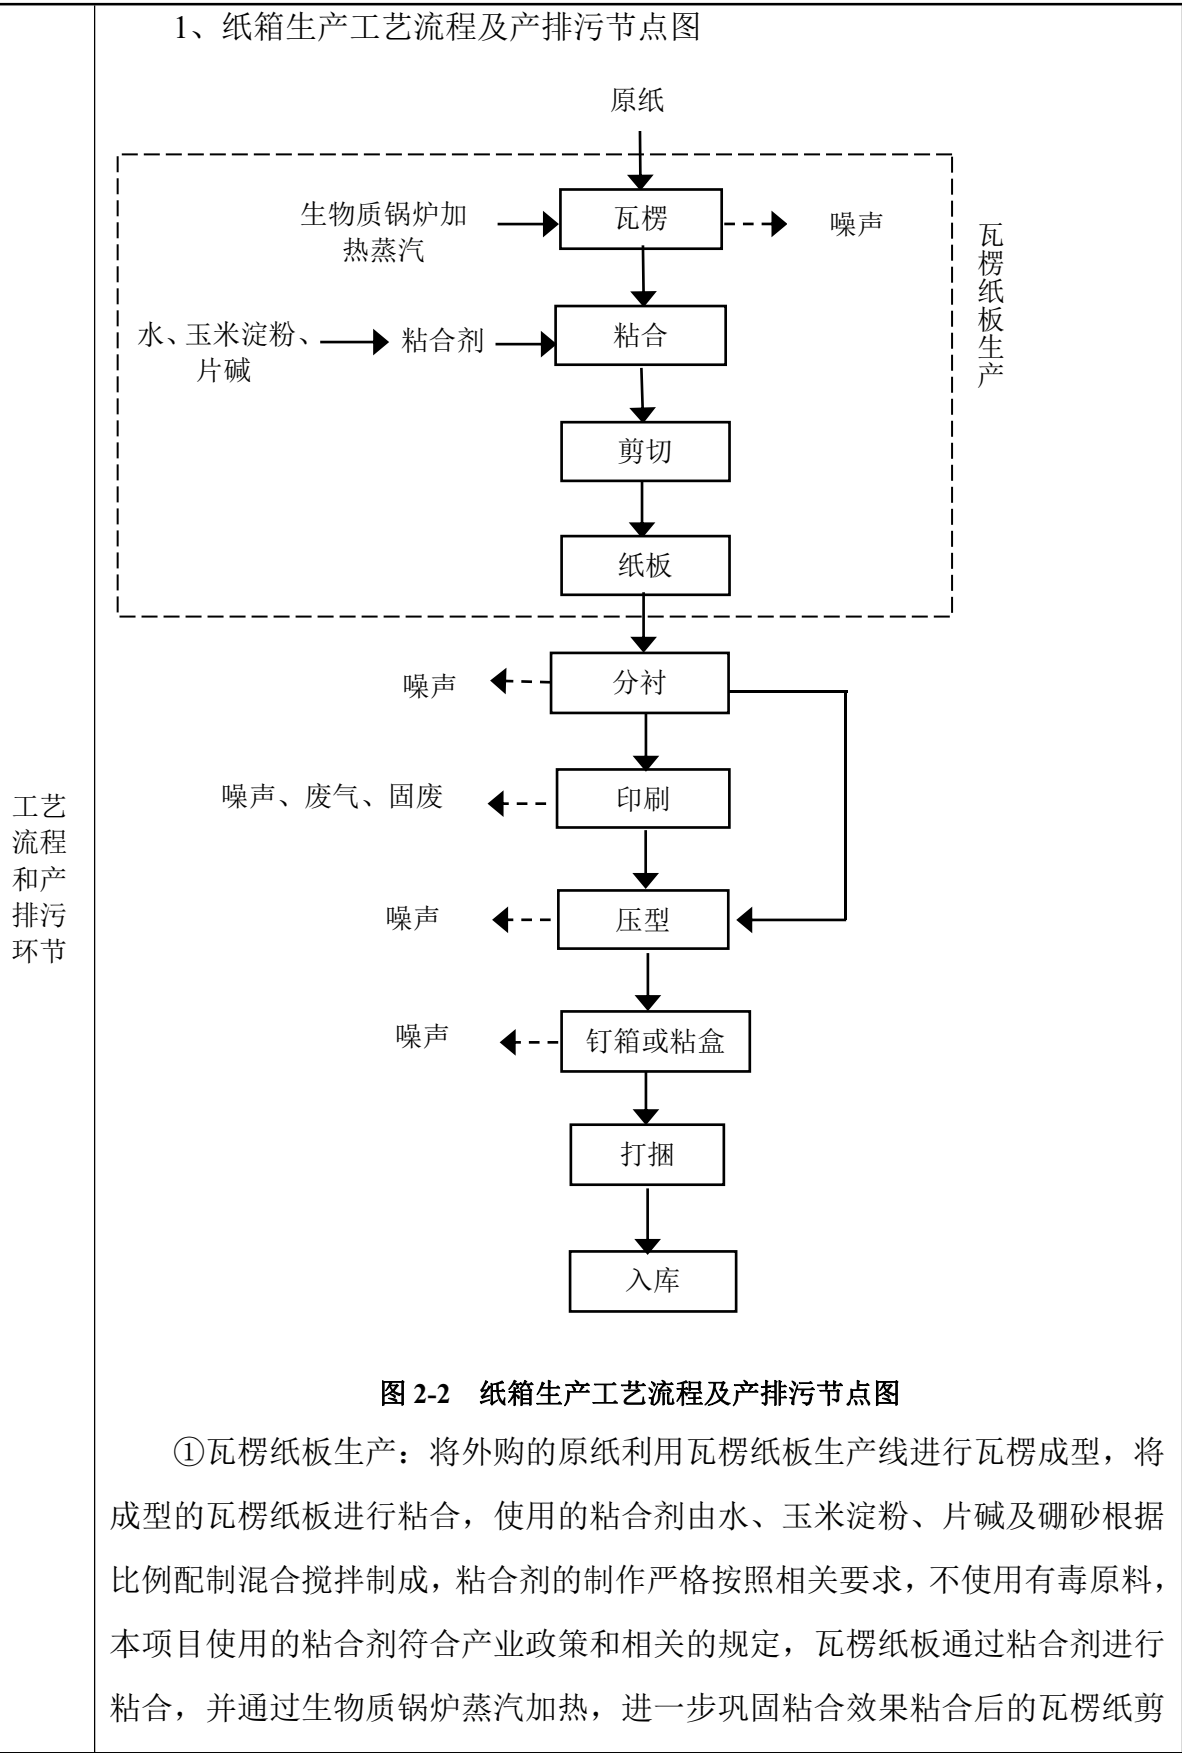 1、纸箱生产工艺流程及产排污节点图
原纸
生物质锅炉加
热蒸汽
瓦楞
噪声
瓦楞纸板生产
水、玉米淀粉、
片碱
粘合剂
粘合
剪切
纸板
噪声
分衬
噪声、废气、固废
印刷
噪声
压型
噪声
钉箱或粘盒
打捆
入库
工艺
流程
和产
排污
环节
图 2-2 纸箱生产工艺流程及产排污节点图
①瓦楞纸板生产：将外购的原纸利用瓦楞纸板生产线进行瓦楞成型，将
成型的瓦楞纸板进行粘合，使用的粘合剂由水、玉米淀粉、片碱及硼砂根据
比例配制混合搅拌制成，粘合剂的制作严格按照相关要求，不使用有毒原料，
本项目使用的粘合剂符合产业政策和相关的规定，瓦楞纸板通过粘合剂进行
粘合，并通过生物质锅炉蒸汽加热，进一步巩固粘合效果粘合后的瓦楞纸剪